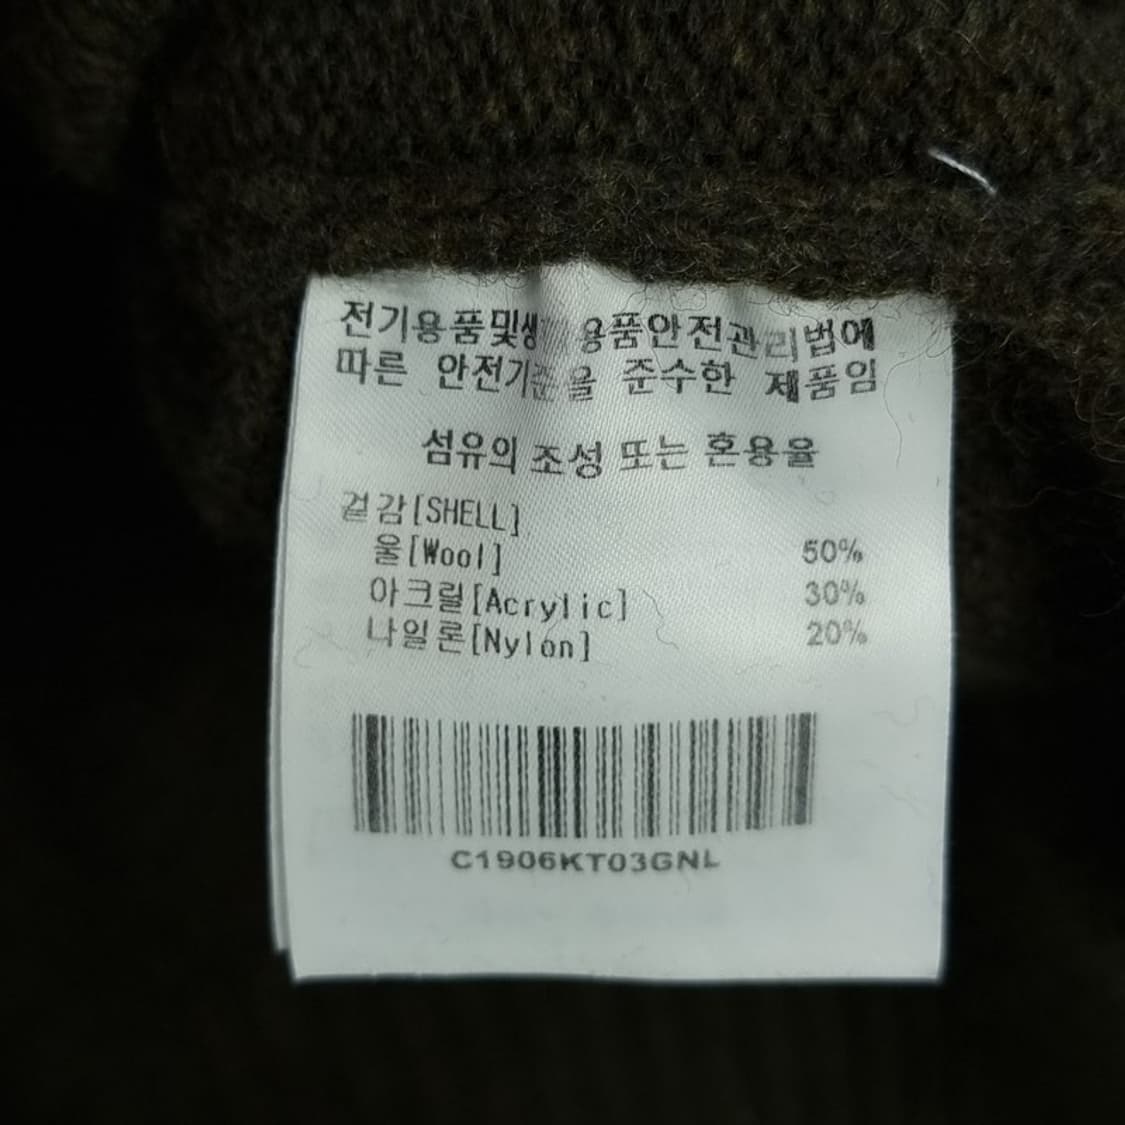 전기용품및생활용품안전관리법에
따른 안전기준을 준수한 제품임
섬유의 조성 또는 혼용율
겉감[SHELL]
울[Wool] 50%
아크릴[Acrylic] 30%
나일론[Nylon] 20%
C1906KT03GNL